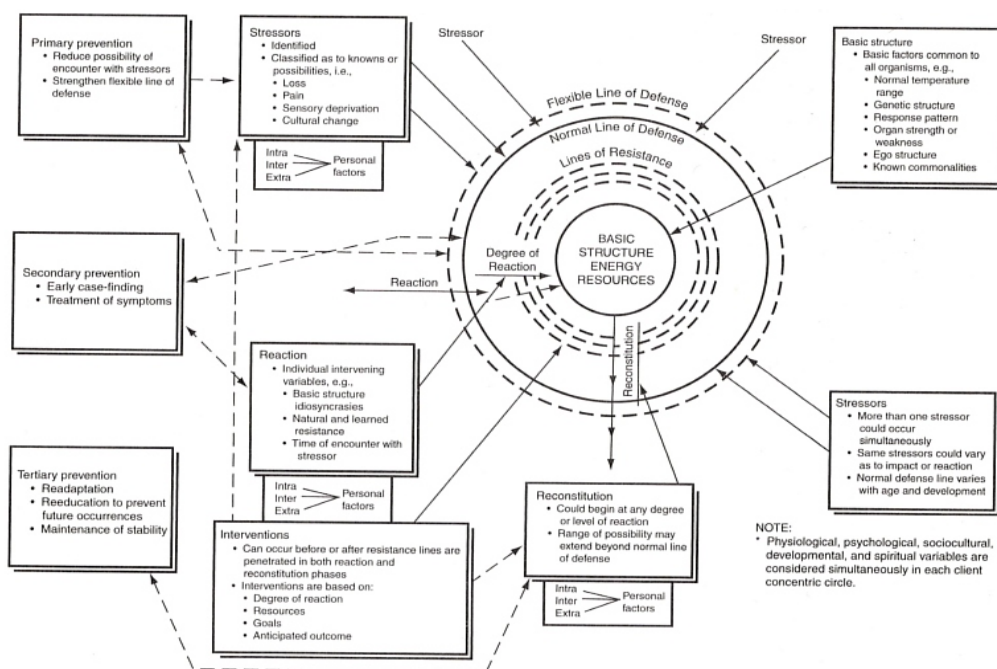 Primary prevention
• Reduce possibility of
encounter with stressors
• Strengthen flexible line of
defense
Stressors
• Identified
• Classified as to knowns or
possibilities, i.e.,
• Loss
• Pain
• Sensory deprivation
• Cultural change
Intra
Inter
Extra
Personal
factors
Stressor
Stressor
Basic structure
• Basic factors common to
all organisms, e.g.,
• Normal temperature
range
• Genetic structure
• Response pattern
• Organ strength or
weakness
• Ego structure
• Known commonalities
Flexible Line of Defense
Normal Line of Defense
Lines of Resistance
BASIC
STRUCTURE
ENERGY
RESOURCES
Degree of
Reaction
Reaction
Reconstitution
Secondary prevention
• Early case-finding
• Treatment of symptoms
Reaction
• Individual intervening
variables, e.g.,
• Basic structure
idiosyncrasies
• Natural and learned
resistance
• Time of encounter with
stressor
Intra
Inter
Extra
Personal
factors
Stressors
• More than one stressor
could occur
simultaneously
• Same stressors could vary
as to impact or reaction
• Normal defense line varies
with age and development
Tertiary prevention
• Readaptation
• Reeducation to prevent
future occurrences
• Maintenance of stability
Interventions
• Can occur before or after resistance lines are
penetrated in both reaction and
reconstitution phases
• Interventions are based on:
• Degree of reaction
• Resources
• Goals
• Anticipated outcome
Reconstitution
• Could begin at any degree
or level of reaction
• Range of possibility may
extend beyond normal line
of defense
Intra
Inter
Extra
Personal
factors
NOTE:
* Physiological, psychological, sociocultural,
developmental, and spiritual variables are
considered simultaneously in each client
concentric circle.